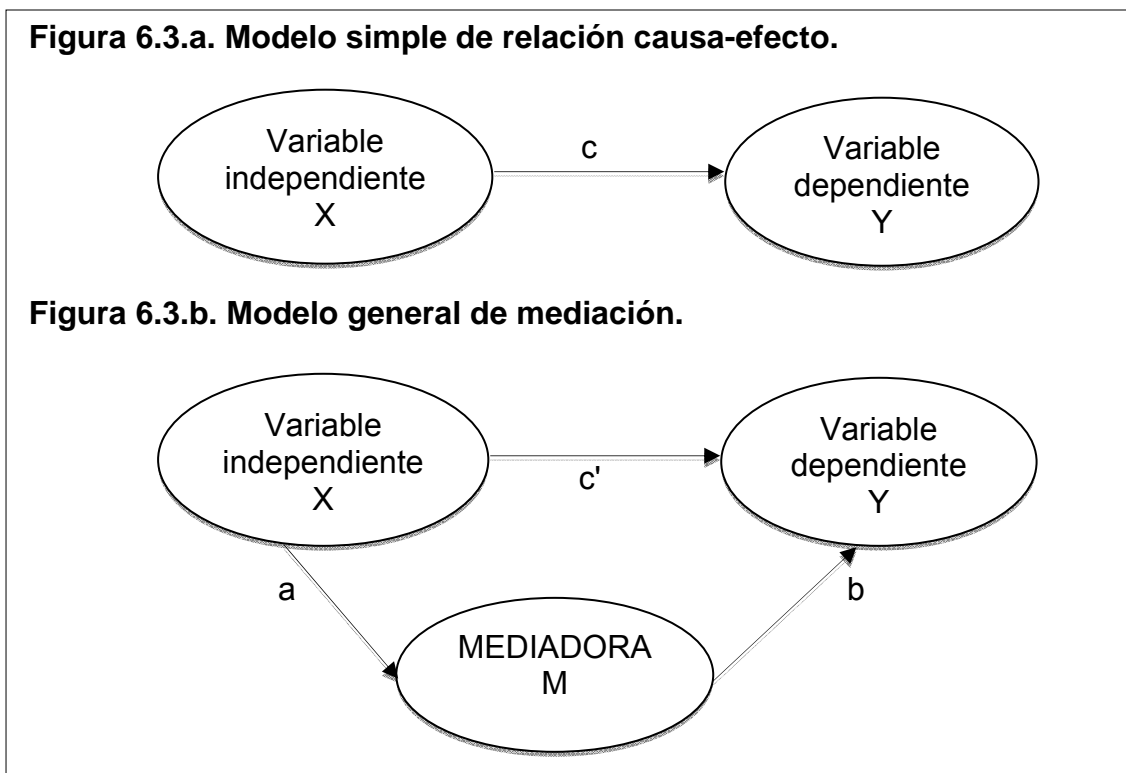 Figura 6.3.a. Modelo simple de relación causa-efecto.
Variable
independiente
X
c
Variable
dependiente
Y
Figura 6.3.b. Modelo general de mediación.
Variable
independiente
X
c'
Variable
dependiente
Y
a
b
MEDIADORA
M